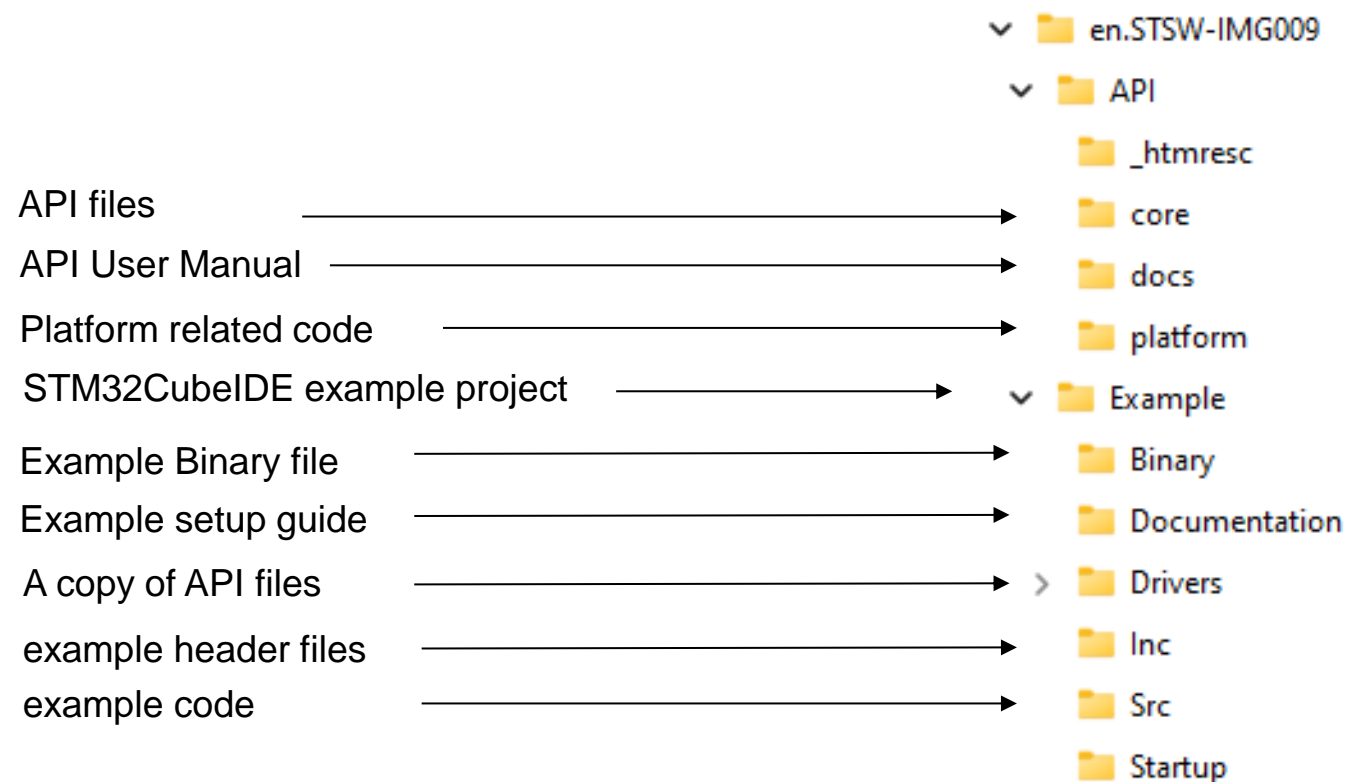 en.STSW-IMG009
API
_htmresc
API files core
API User Manual docs
Platform related code platform
STM32CubeIDE example project Example
Example Binary file Binary
Example setup guide Documentation
A copy of API files Drivers
example header files Inc
example code Src
Startup